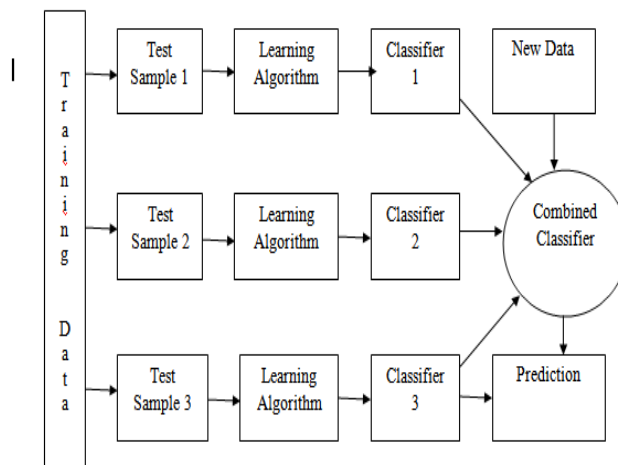 Training Data
Test
Sample 1
Learning
Algorithm
Classifier
1
New Data
Test
Sample 2
Learning
Algorithm
Classifier
2
Combined
Classifier
Test
Sample 3
Learning
Algorithm
Classifier
3
Prediction